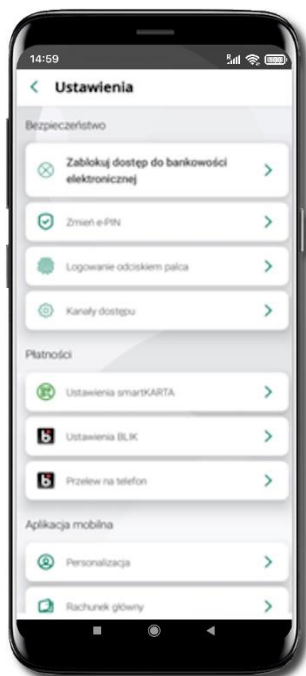 14:59
Ustawienia
Bezpieczeństwo
Zablokuj dostęp do bankowości
elektronicznej
Zmień e-PIN
Logowanie odciskiem palca
Kanały dostępu
Płatności
Ustawienia smartKARTA
Ustawienia BLIK
Przelew na telefon
Aplikacja mobilna
Personalizacja
Rachunek główny